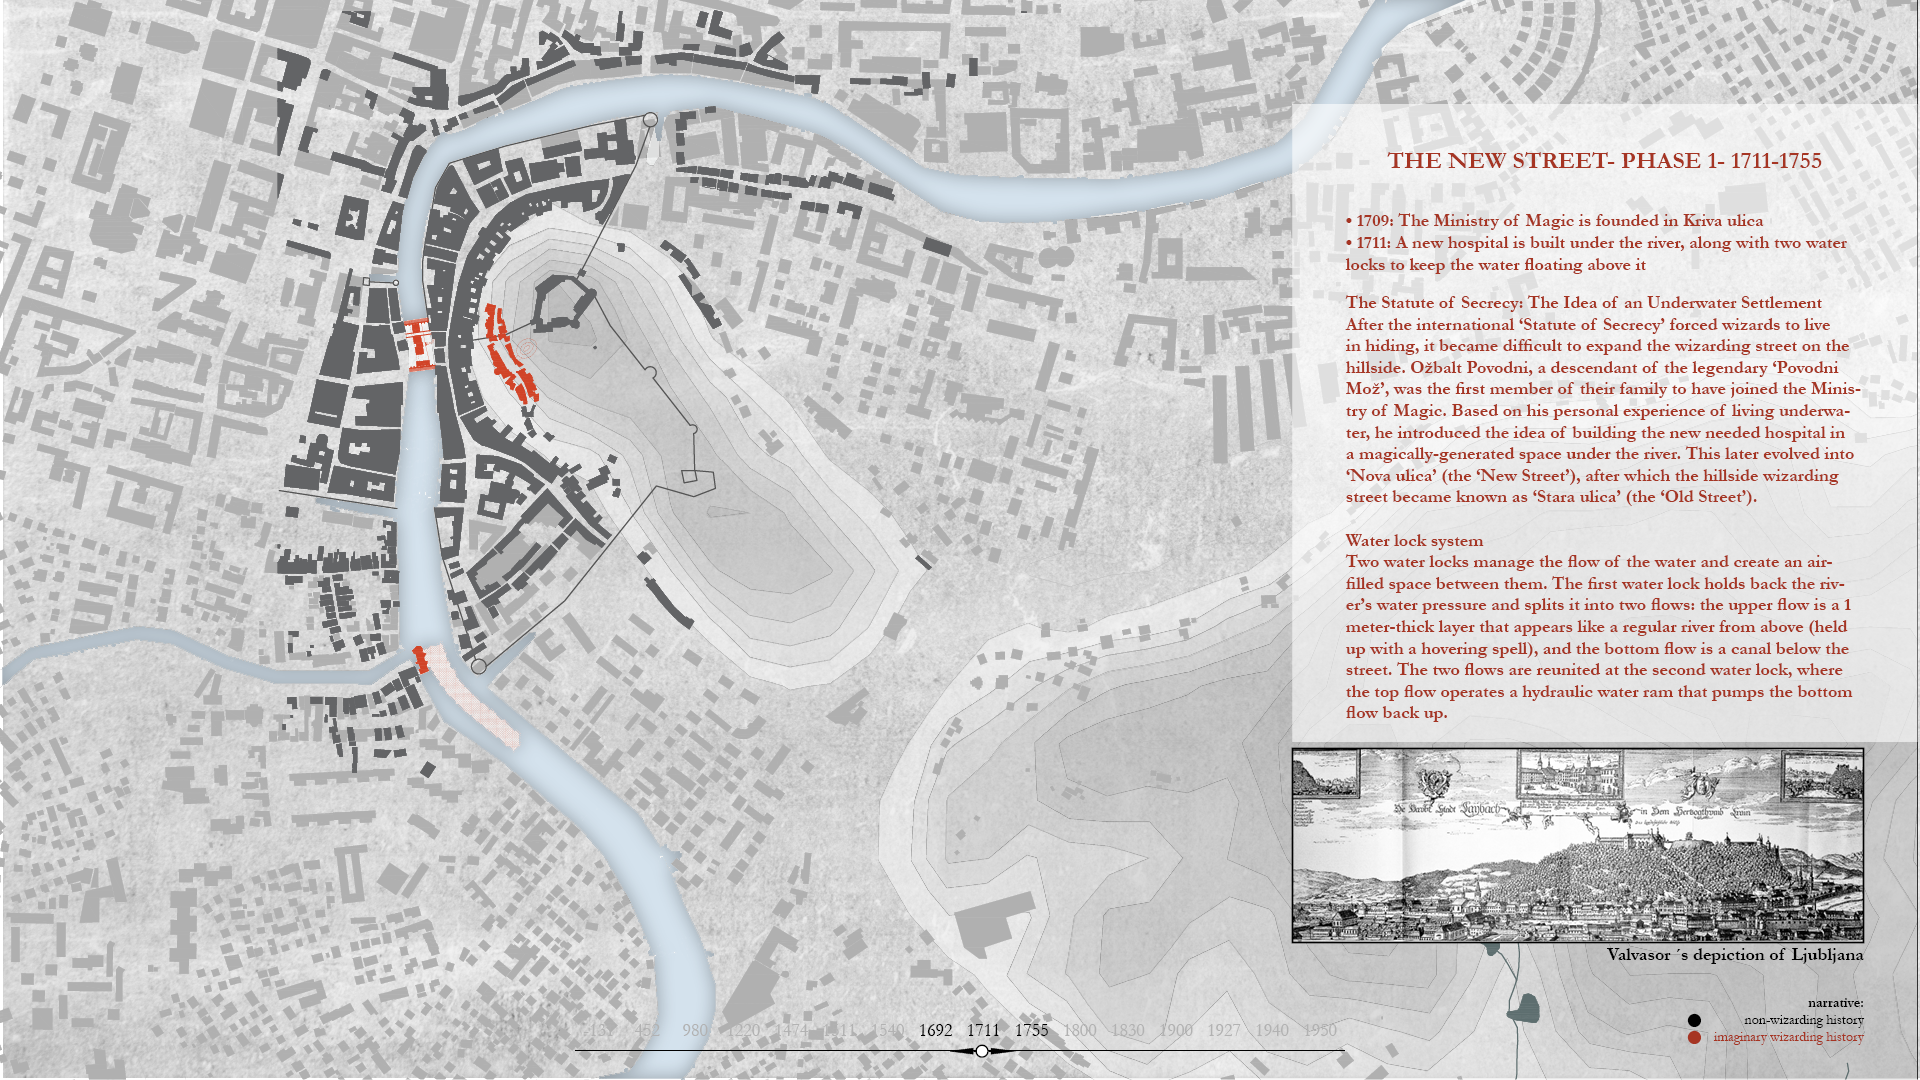 THE NEW STREET- PHASE 1- 1711-1755
• 1709: The Ministry of Magic is founded in Kriva ulica
• 1711: A new hospital is built under the river, along with two water
locks to keep the water floating above it
The Statute of Secrecy: The Idea of an Underwater Settlement
After the international ‘Statute of Secrecy’ forced wizards to live
in hiding, it became difficult to expand the wizarding street on the
hillside. Ožbalt Povodni, a descendant of the legendary ‘Povodni
Mož’, was the first member of their family to have joined the Minis-
try of Magic. Based on his personal experience of living underwa-
ter, he introduced the idea of building the new needed hospital in
a magically-generated space under the river. This later evolved into
‘Nova ulica’ (the ‘New Street’), after which the hillside wizarding
street became known as ‘Stara ulica’ (the ‘Old Street’).
Water lock system
Two water locks manage the flow of the water and create an air-
filled space between them. The first water lock holds back the riv-
er’s water pressure and splits it into two flows: the upper flow is a 1
meter-thick layer that appears like a regular river from above (held
up with a hovering spell), and the bottom flow is a canal below the
street. The two flows are reunited at the second water lock, where
the top flow operates a hydraulic water ram that pumps the bottom
flow back up.
Stadt Laybach in Dem
Valvasor ´s depiction of Ljubljana
narrative:
non-wizarding history
imaginary wizarding history
452 980 1220 1474 1511 1540 1692 1711 1755 1800 1830 1900 1927 1940 1950